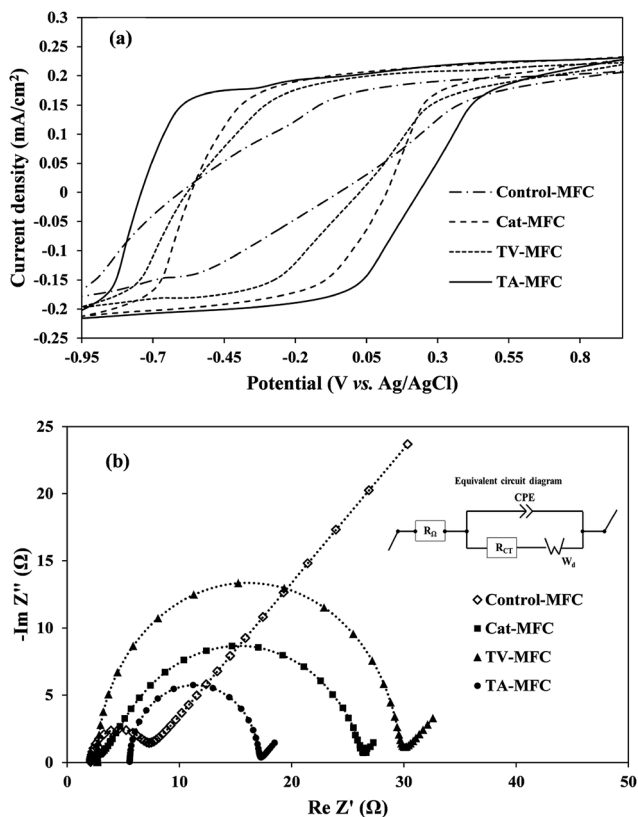 (a)
Current density (mA/cm²)
0.3
0.25
0.2
0.15
0.1
0.05
0
-0.05
-0.1
-0.15
-0.2
-0.25
Control-MFC
Cat-MFC
TV-MFC
TA-MFC
-0.95 -0.7 -0.45 -0.2 0.05 0.3 0.55 0.8
Potential (V vs. Ag/AgCl)
(b)
-Im Z" (Ω)
25
20
15
10
5
0
Equivalent circuit diagram
CPE
RΩ
RCT
Wd
Control-MFC
Cat-MFC
TV-MFC
TA-MFC
0 10 20 30 40 50
Re Z' (Ω)